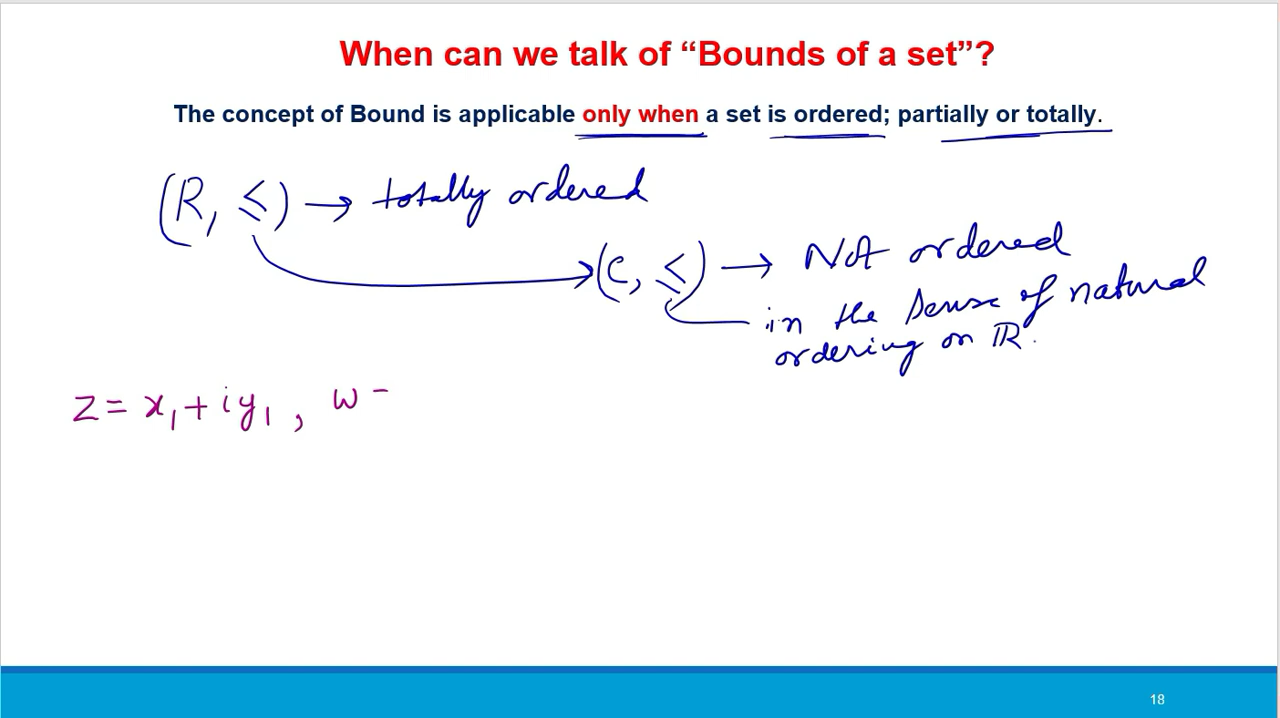 When can we talk of “Bounds of a set”?
The concept of Bound is applicable only when a set is ordered; partially or totally.
(R, ≤) → totally ordered
(C, ≤) → Not ordered
in the sense of natural
ordering on ℝ.
z = x₁ + iy₁ , w =
18